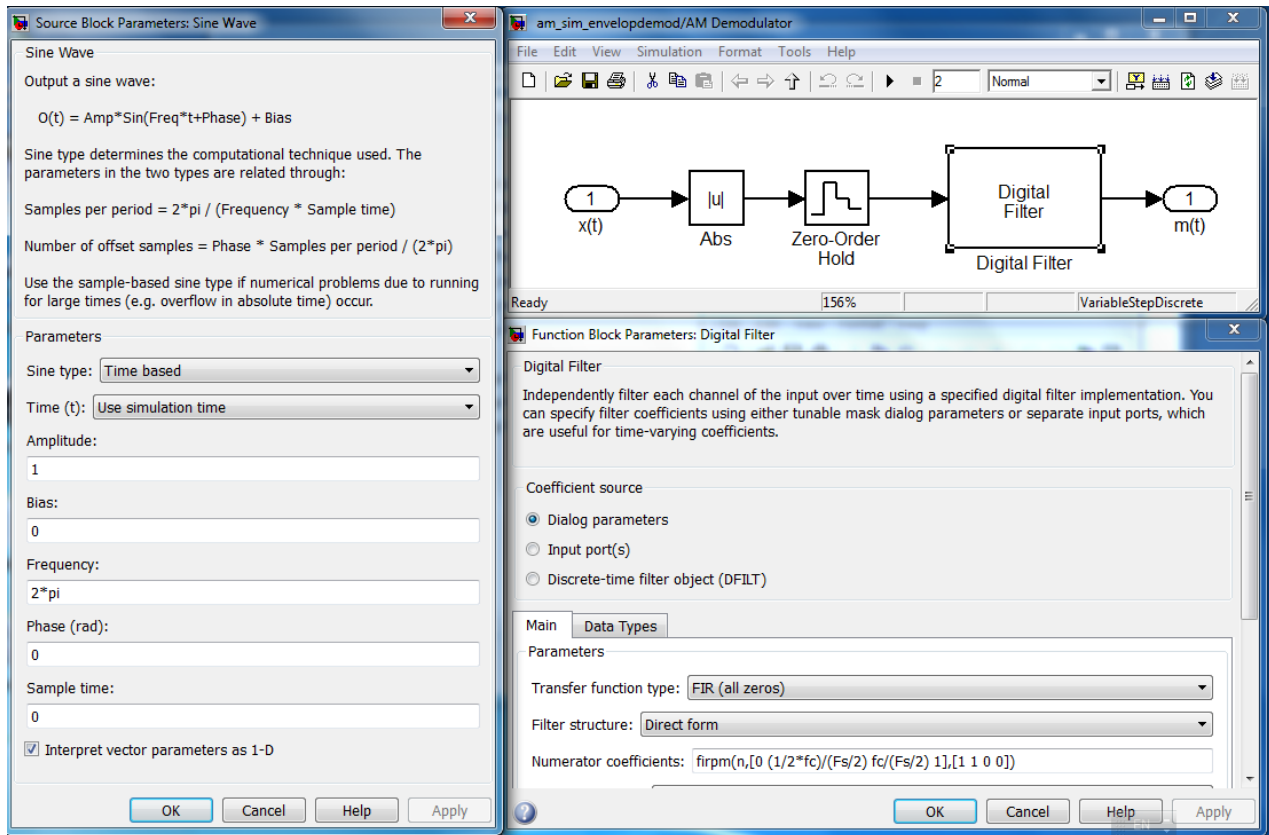 Source Block Parameters: Sine Wave
Sine Wave
Output a sine wave:
O(t) = Amp*Sin(Freq*t+Phase) + Bias
Sine type determines the computational technique used. The
parameters in the two types are related through:
Samples per period = 2*pi / (Frequency * Sample time)
Number of offset samples = Phase * Samples per period / (2*pi)
Use the sample-based sine type if numerical problems due to running
for large times (e.g. overflow in absolute time) occur.
Parameters
Sine type: Time based
Time (t): Use simulation time
Amplitude:
1
Bias:
0
Frequency:
2*pi
Phase (rad):
0
Sample time:
0
Interpret vector parameters as 1-D
OK Cancel Help Apply
am_sim_envelopdemod/AM Demodulator
File Edit View Simulation Format Tools Help
2 Normal
1
x(t)
|u|
Abs
Zero-Order
Hold
Digital
Filter
Digital Filter
1
m(t)
Ready 156% VariableStepDiscrete
Function Block Parameters: Digital Filter
Digital Filter
Independently filter each channel of the input over time using a specified digital filter implementation. You
can specify filter coefficients using either tunable mask dialog parameters or separate input ports, which
are useful for time-varying coefficients.
Coefficient source
Dialog parameters
Input port(s)
Discrete-time filter object (DFILT)
Main Data Types
Parameters
Transfer function type: FIR (all zeros)
Filter structure: Direct form
Numerator coefficients: firpm(n,[0 (1/2*fc)/(Fs/2) fc/(Fs/2) 1],[1 1 0 0])
OK Cancel Help Apply
EN